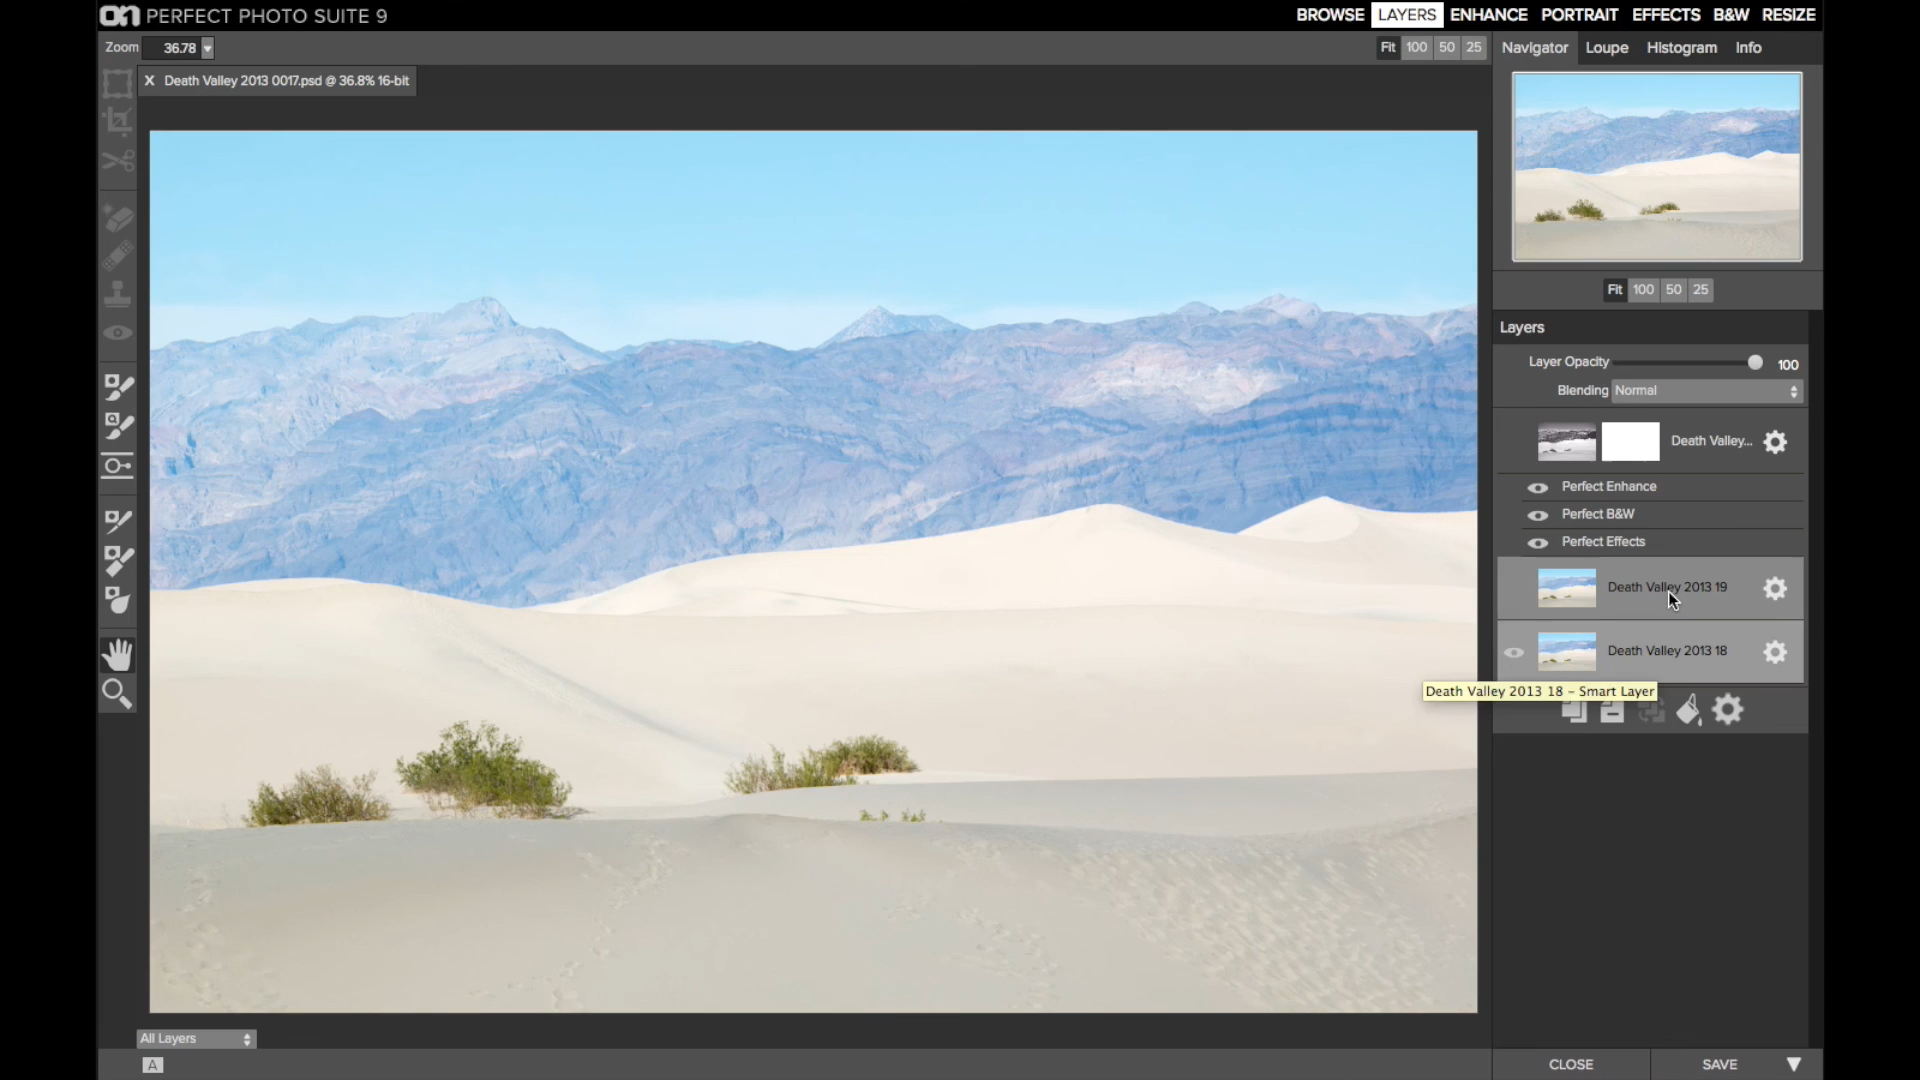 on PERFECT PHOTO SUITE 9
BROWSE LAYERS ENHANCE PORTRAIT EFFECTS B&W RESIZE
Zoom 36.78
Fit 100 50 25
Navigator Loupe Histogram Info
X Death Valley 2013 0017.psd @ 36.8% 16-bit
Fit 100 50 25
Layers
Layer Opacity 100
Blending Normal
Death Valley...
Perfect Enhance
Perfect B&W
Perfect Effects
Death Valley 2013 19
Death Valley 2013 18
Death Valley 2013 18 - Smart Layer
All Layers
A
CLOSE SAVE